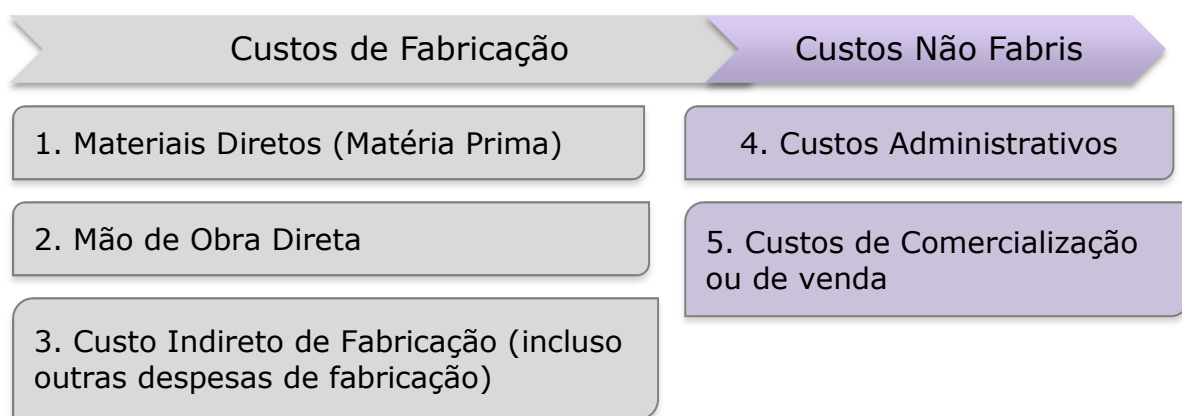 Custos de Fabricação
Custos Não Fabris
1. Materiais Diretos (Matéria Prima)
2. Mão de Obra Direta
3. Custo Indireto de Fabricação (incluso
outras despesas de fabricação)
4. Custos Administrativos
5. Custos de Comercialização
ou de venda